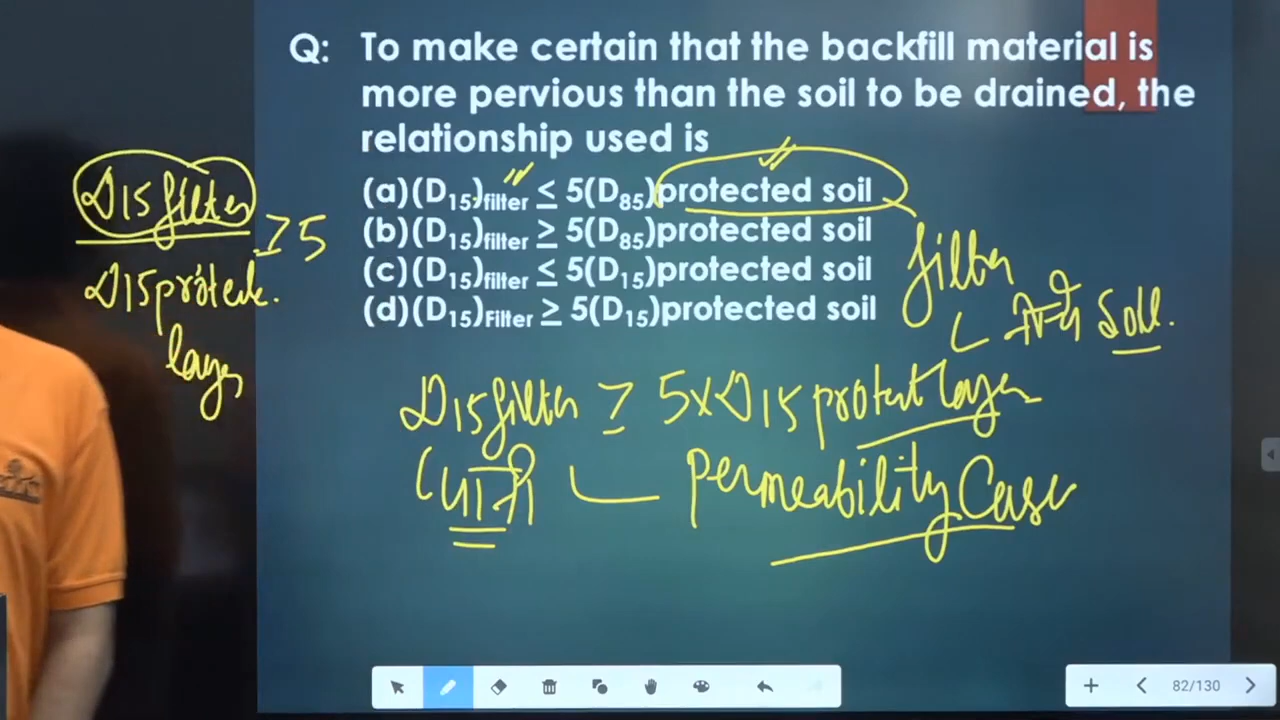 Q: To make certain that the backfill material is
more pervious than the soil to be drained, the
relationship used is
(a)(D15)filter ≤ 5(D85)protected soil
(b)(D15)filter ≥ 5(D85)protected soil
(c)(D15)filter ≤ 5(D15)protected soil
(d)(D15)Filter ≥ 5(D15)protected soil
D15 filter
≥ 5
D15 protecte.
layer
filter
Soil.
D15 filter ≥ 5xD15 protect layer
permeability Case
82/130